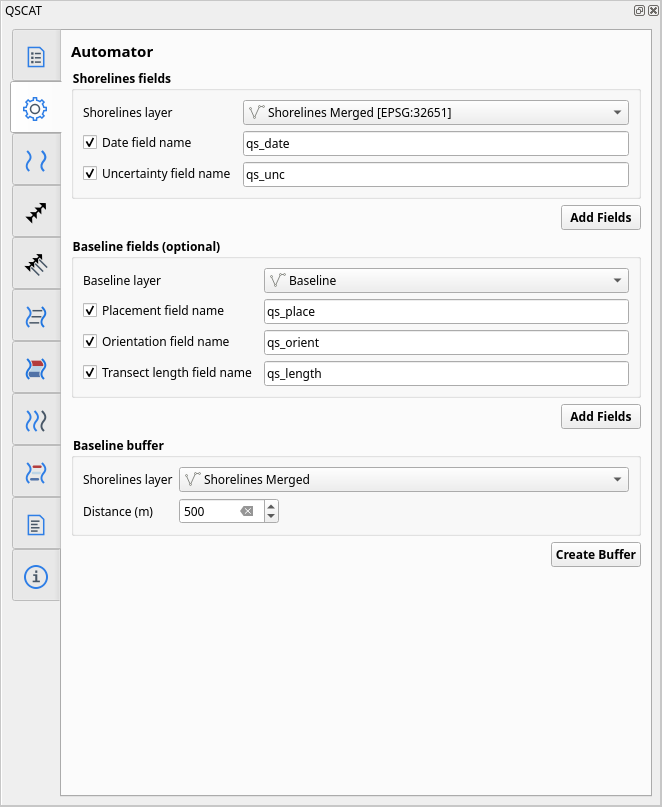 QSCAT
Automator
Shorelines fields
Shorelines layer Shorelines Merged [EPSG:32651]
Date field name qs_date
Uncertainty field name qs_unc
Add Fields
Baseline fields (optional)
Baseline layer Baseline
Placement field name qs_place
Orientation field name qs_orient
Transect length field name qs_length
Add Fields
Baseline buffer
Shorelines layer Shorelines Merged
Distance (m) 500
Create Buffer